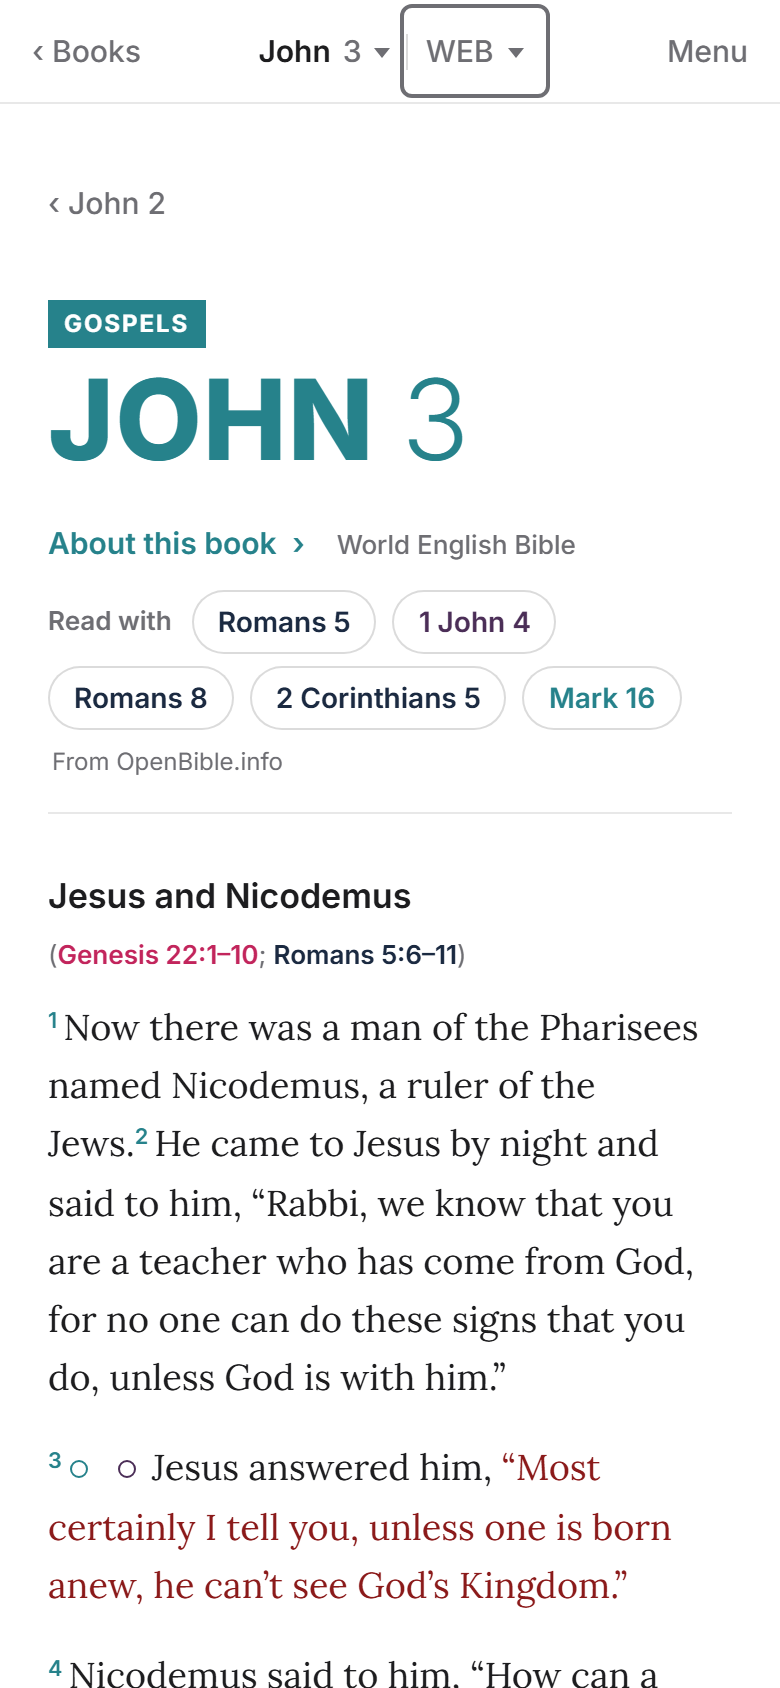 ‹ Books John 3 WEB Menu
‹ John 2
GOSPELS
JOHN 3
About this book › World English Bible
Read with Romans 5 1 John 4
Romans 8 2 Corinthians 5 Mark 16
From OpenBible.info
Jesus and Nicodemus
(Genesis 22:1–10; Romans 5:6–11)
1 Now there was a man of the Pharisees
named Nicodemus, a ruler of the
Jews.2 He came to Jesus by night and
said to him, “Rabbi, we know that you
are a teacher who has come from God,
for no one can do these signs that you
do, unless God is with him.”
3 Jesus answered him, “Most
certainly I tell you, unless one is born
anew, he can’t see God’s Kingdom.”
4 Nicodemus said to him, “How can a